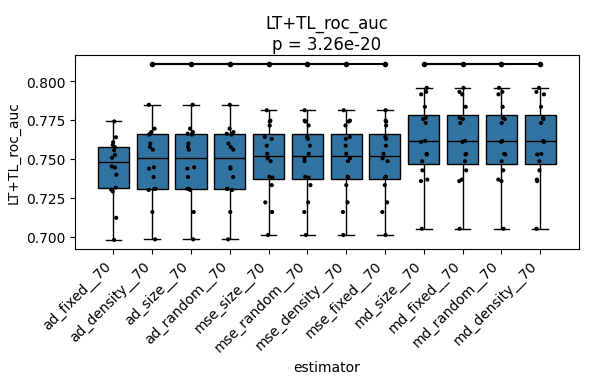 LT+TL_roc_auc
p = 3.26e-20
LT+TL_roc_auc
0.800
0.775
0.750
0.725
0.700
ad_fixed__70
ad_density__70
ad_size__70
ad_random__70
mse_size__70
mse_random__70
mse_density__70
mse_fixed__70
md_size__70
md_fixed__70
md_random__70
md_density__70
estimator